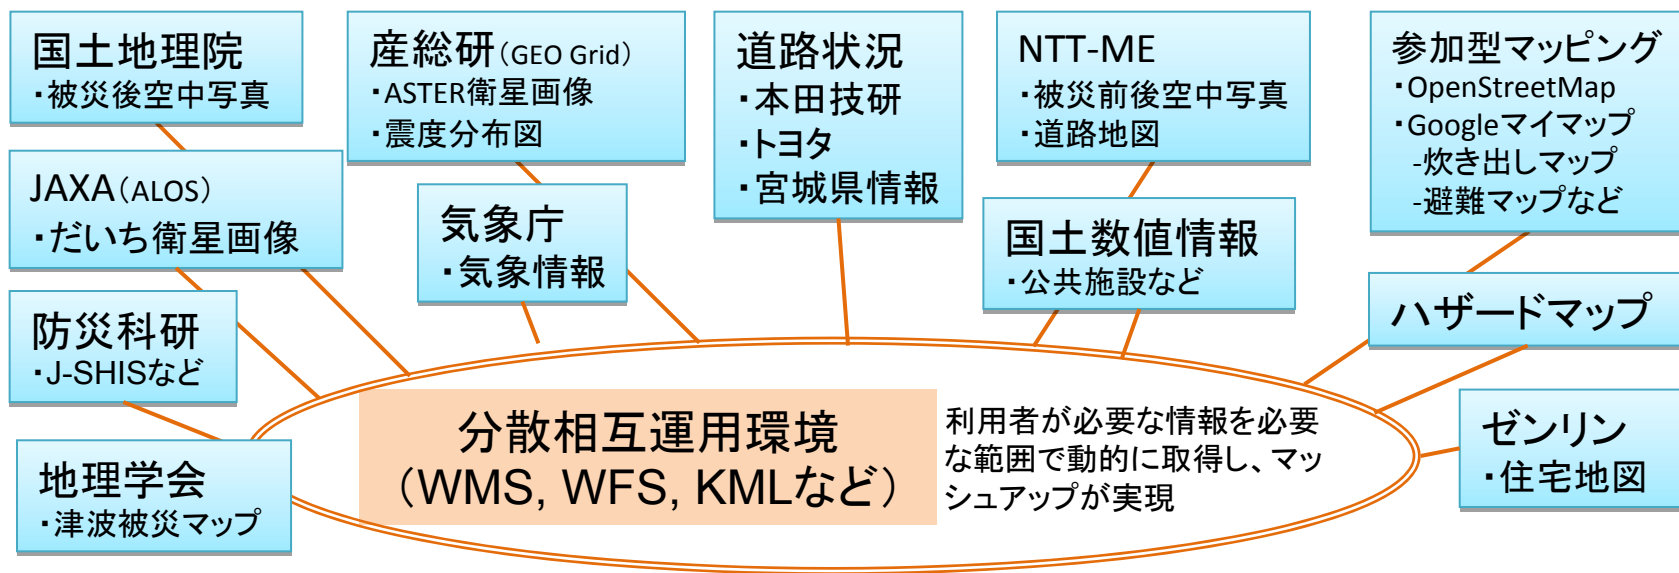 国土地理院
・被災後空中写真
産総研(GEO Grid)
・ASTER衛星画像
・震度分布図
道路状況
・本田技研
・トヨタ
・宮城県情報
NTT-ME
・被災前後空中写真
・道路地図
参加型マッピング
・OpenStreetMap
・Googleマイマップ
-炊き出しマップ
-避難マップなど
JAXA(ALOS)
・だいち衛星画像
気象庁
・気象情報
国土数値情報
・公共施設など
防災科研
・J-SHISなど
ハザードマップ
地理学会
・津波被災マップ
分散相互運用環境
（WMS, WFS, KMLなど）
利用者が必要な情報を必要
な範囲で動的に取得し、マッ
シュアップが実現
ゼンリン
・住宅地図